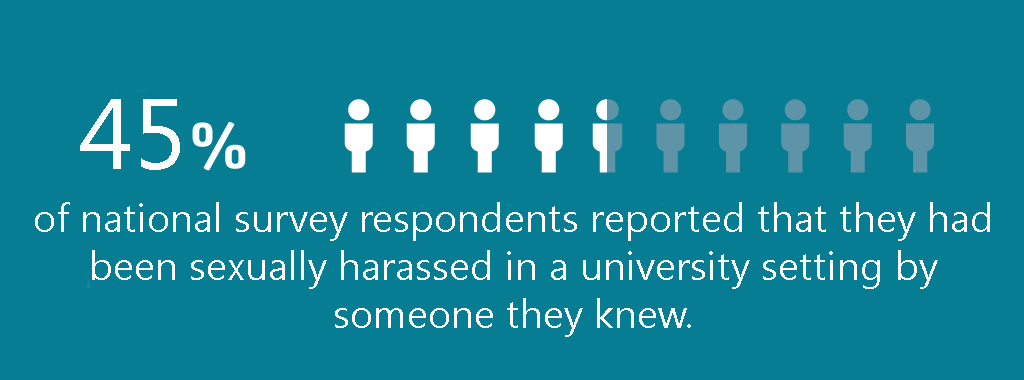 45%
of national survey respondents reported that they had
been sexually harassed in a university setting by
someone they knew.